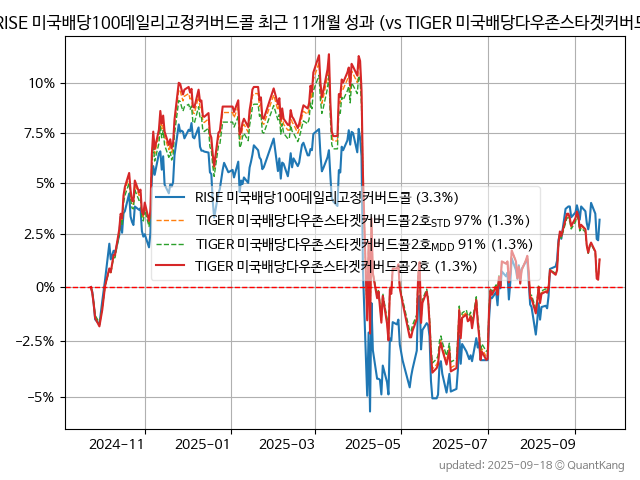 RISE 미국배당100데일리고정커버드콜 최근 11개월 성과 (vs TIGER 미국배당다우존스타겟커버드
10%
7.5%
5%
2.5%
0%
−2.5%
−5%
RISE 미국배당100데일리고정커버드콜 (3.3%)
TIGER 미국배당다우존스타겟커버드콜2호STD 97% (1.3%)
TIGER 미국배당다우존스타겟커버드콜2호MDD 91% (1.3%)
TIGER 미국배당다우존스타겟커버드콜2호 (1.3%)
2024-11 2025-01 2025-03 2025-05 2025-07 2025-09
updated: 2025-09-18 © QuantKang